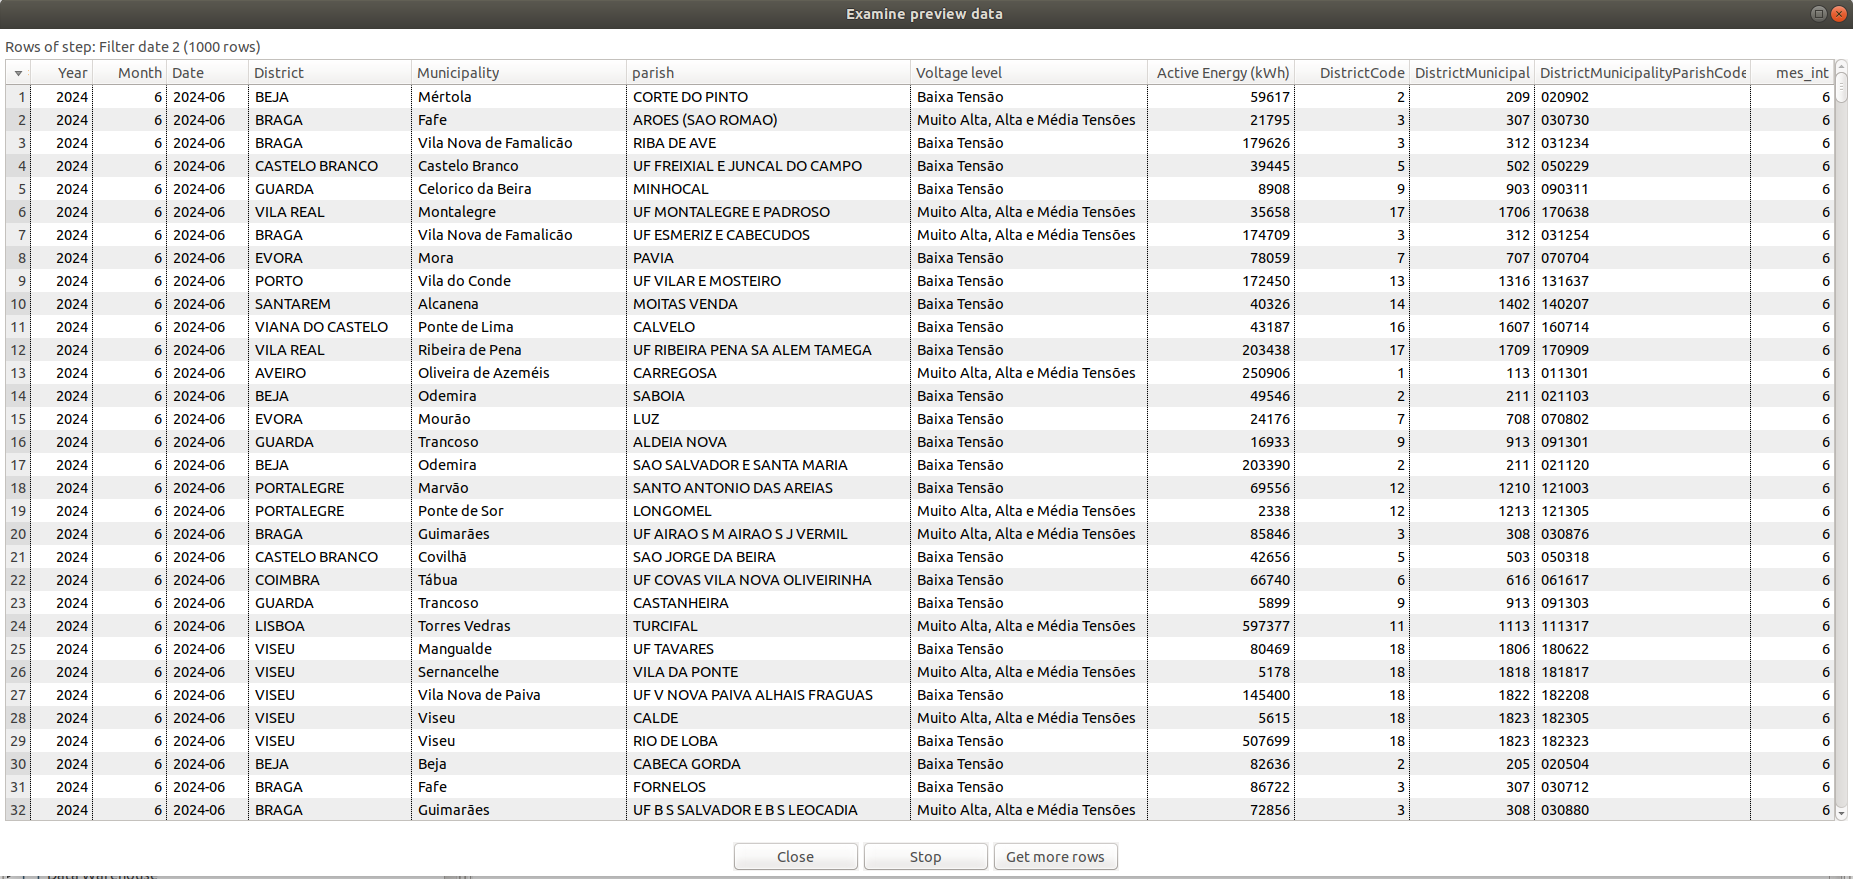 Examine preview data
Rows of step: Filter date 2 (1000 rows)
Year Month Date District Municipality parish Voltage level Active Energy (kWh) DistrictCode DistrictMunicipal DistrictMunicipalityParishCode mes_int
1 2024 6 2024-06 BEJA Mértola CORTE DO PINTO Baixa Tensão 59617 2 209 020902 6
2 2024 6 2024-06 BRAGA Fafe AROES (SAO ROMAO) Muito Alta, Alta e Média Tensões 21795 3 307 030730 6
3 2024 6 2024-06 BRAGA Vila Nova de Famalicão RIBA DE AVE Baixa Tensão 179626 3 312 031234 6
4 2024 6 2024-06 CASTELO BRANCO Castelo Branco UF FREIXIAL E JUNCAL DO CAMPO Baixa Tensão 39445 5 502 050229 6
5 2024 6 2024-06 GUARDA Celorico da Beira MINHOCAL Baixa Tensão 8908 9 903 090311 6
6 2024 6 2024-06 VILA REAL Montalegre UF MONTALEGRE E PADROSO Muito Alta, Alta e Média Tensões 35658 17 1706 170638 6
7 2024 6 2024-06 BRAGA Vila Nova de Famalicão UF ESMERIZ E CABECUDOS Muito Alta, Alta e Média Tensões 174709 3 312 031254 6
8 2024 6 2024-06 EVORA Mora PAVIA Baixa Tensão 78059 7 707 070704 6
9 2024 6 2024-06 PORTO Vila do Conde UF VILAR E MOSTEIRO Baixa Tensão 172450 13 1316 131637 6
10 2024 6 2024-06 SANTAREM Alcanena MOITAS VENDA Baixa Tensão 40326 14 1402 140207 6
11 2024 6 2024-06 VIANA DO CASTELO Ponte de Lima CALVELO Baixa Tensão 43187 16 1607 160714 6
12 2024 6 2024-06 VILA REAL Ribeira de Pena UF RIBEIRA PENA SA ALEM TAMEGA Baixa Tensão 203438 17 1709 170909 6
13 2024 6 2024-06 AVEIRO Oliveira de Azeméis CARREGOSA Muito Alta, Alta e Média Tensões 250906 1 113 011301 6
14 2024 6 2024-06 BEJA Odemira SABOIA Baixa Tensão 49546 2 211 021103 6
15 2024 6 2024-06 EVORA Mourão LUZ Baixa Tensão 24176 7 708 070802 6
16 2024 6 2024-06 GUARDA Trancoso ALDEIA NOVA Baixa Tensão 16933 9 913 091301 6
17 2024 6 2024-06 BEJA Odemira SAO SALVADOR E SANTA MARIA Baixa Tensão 203390 2 211 021120 6
18 2024 6 2024-06 PORTALEGRE Marvão SANTO ANTONIO DAS AREIAS Baixa Tensão 69556 12 1210 121003 6
19 2024 6 2024-06 PORTALEGRE Ponte de Sor LONGOMEL Muito Alta, Alta e Média Tensões 2338 12 1213 121305 6
20 2024 6 2024-06 BRAGA Guimarães UF AIRAO S M AIRAO S J VERMIL Muito Alta, Alta e Média Tensões 85846 3 308 030876 6
21 2024 6 2024-06 CASTELO BRANCO Covilhã SAO JORGE DA BEIRA Baixa Tensão 42656 5 503 050318 6
22 2024 6 2024-06 COIMBRA Tábua UF COVAS VILA NOVA OLIVEIRINHA Baixa Tensão 66740 6 616 061617 6
23 2024 6 2024-06 GUARDA Trancoso CASTANHEIRA Baixa Tensão 5899 9 913 091303 6
24 2024 6 2024-06 LISBOA Torres Vedras TURCIFAL Muito Alta, Alta e Média Tensões 597377 11 1113 111317 6
25 2024 6 2024-06 VISEU Mangualde UF TAVARES Baixa Tensão 80469 18 1806 180622 6
26 2024 6 2024-06 VISEU Sernancelhe VILA DA PONTE Muito Alta, Alta e Média Tensões 5178 18 1818 181817 6
27 2024 6 2024-06 VISEU Vila Nova de Paiva UF V NOVA PAIVA ALHAIS FRAGUAS Baixa Tensão 145400 18 1822 182208 6
28 2024 6 2024-06 VISEU Viseu CALDE Muito Alta, Alta e Média Tensões 5615 18 1823 182305 6
29 2024 6 2024-06 VISEU Viseu RIO DE LOBA Baixa Tensão 507699 18 1823 182323 6
30 2024 6 2024-06 BEJA Beja CABECA GORDA Baixa Tensão 82636 2 205 020504 6
31 2024 6 2024-06 BRAGA Fafe FORNELOS Baixa Tensão 86722 3 307 030712 6
32 2024 6 2024-06 BRAGA Guimarães UF B S SALVADOR E B S LEOCADIA Muito Alta, Alta e Média Tensões 72856 3 308 030880 6
Close Stop Get more rows